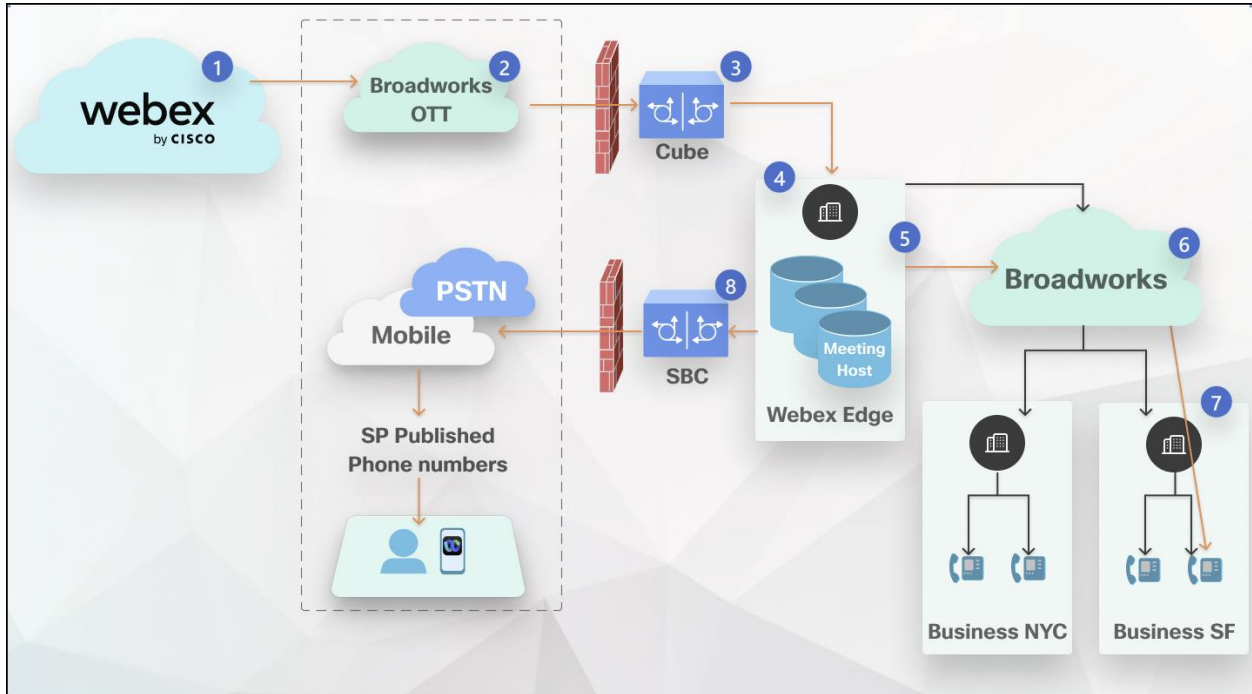 1
webex
by CISCO
2
Broadworks
OTT
3
Cube
4
5
Meeting
Host
Webex Edge
6
Broadworks
PSTN
Mobile
8
SBC
SP Published
Phone numbers
7
Business NYC
Business SF